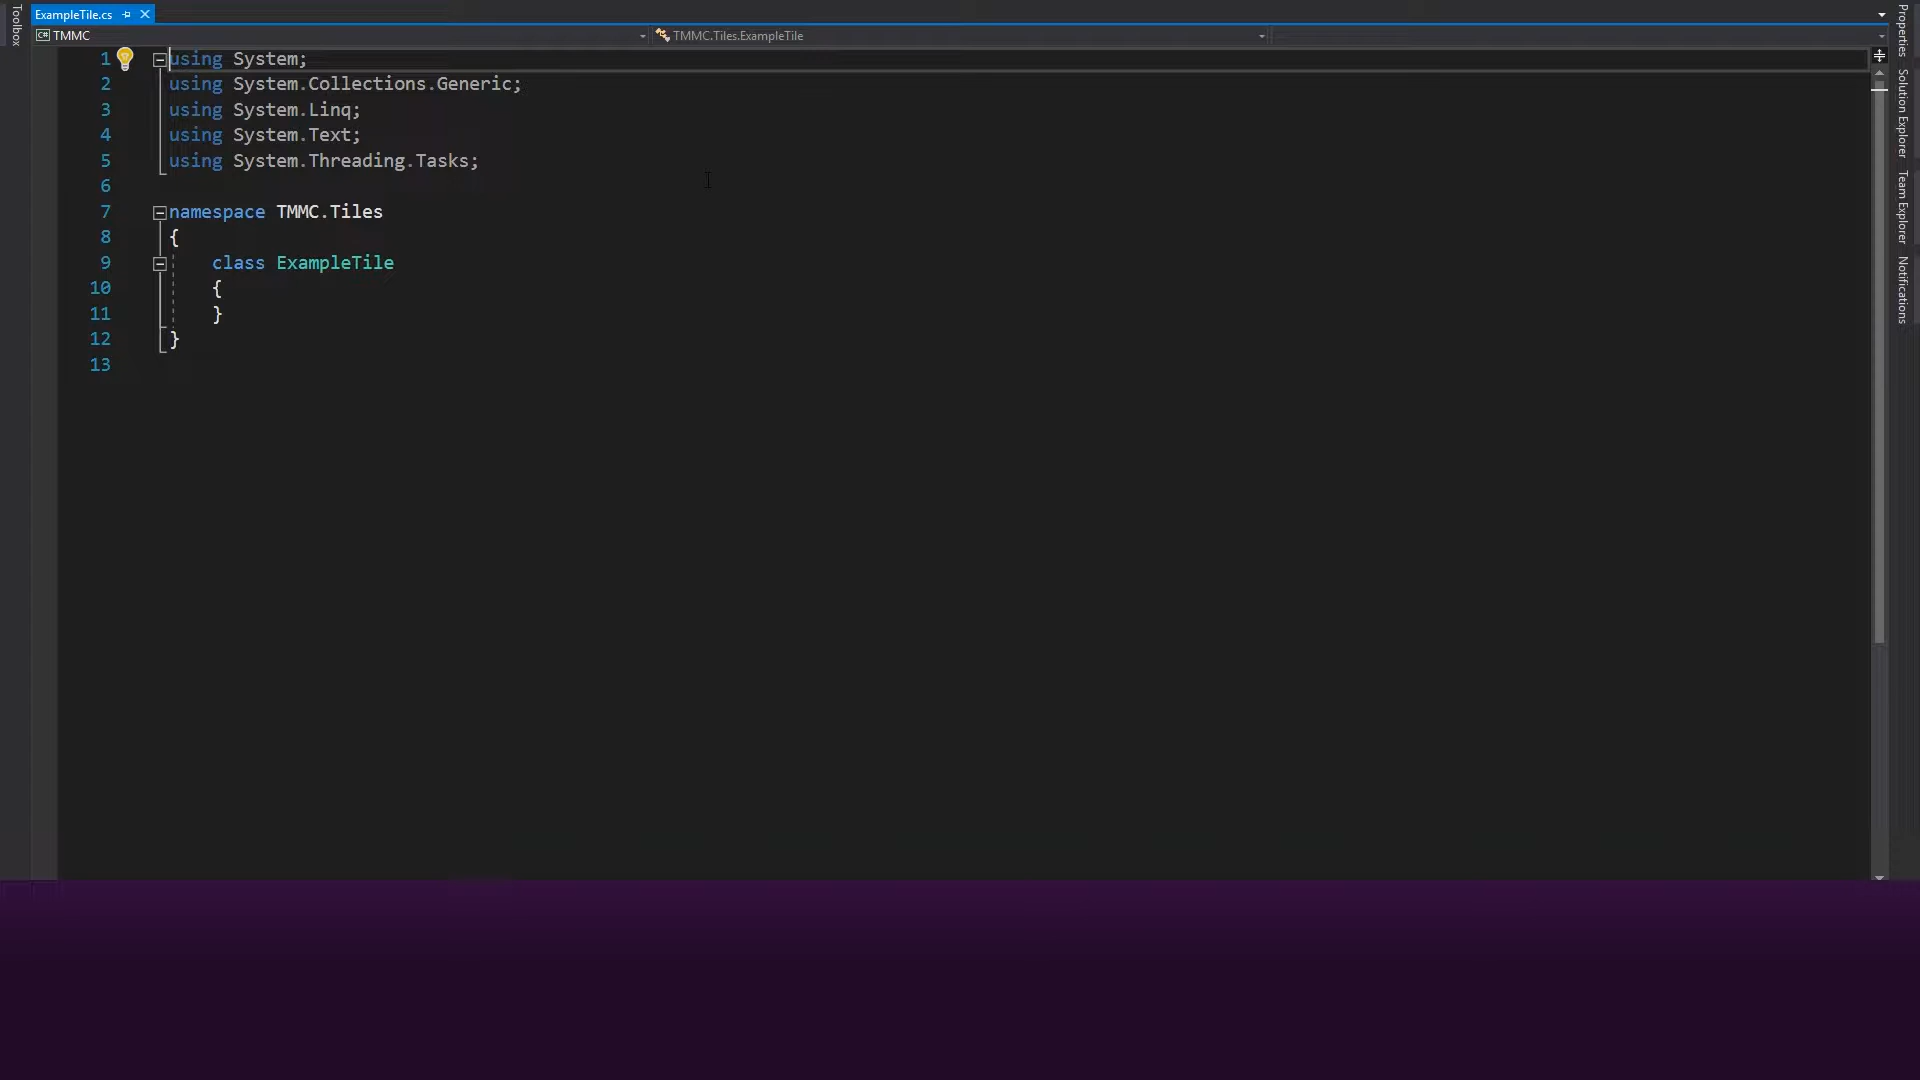 Toolbox
ExampleTile.cs
C# TMMC
TMMC.Tiles.ExampleTile
1 using System;
2 using System.Collections.Generic;
3 using System.Linq;
4 using System.Text;
5 using System.Threading.Tasks;
6
7 namespace TMMC.Tiles
8 {
9 class ExampleTile
10 {
11 }
12 }
13
Properties
Solution Explorer
Team Explorer
Notifications